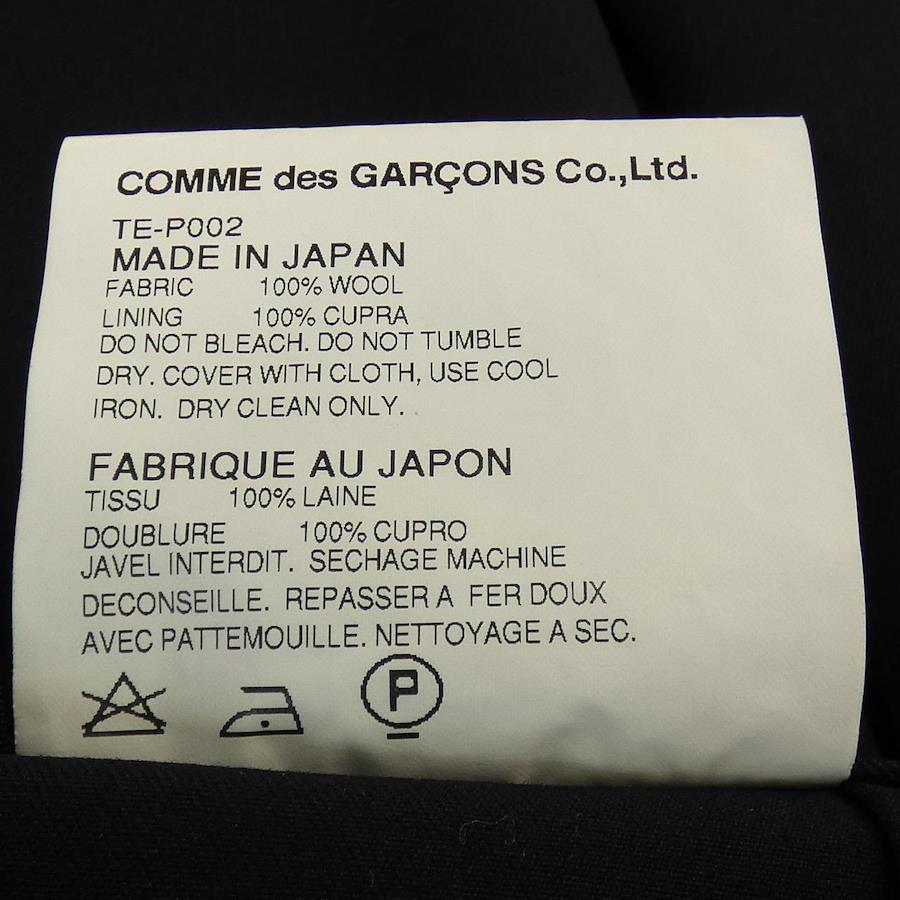 COMME des GARÇONS Co.,Ltd.
TE-P002
MADE IN JAPAN
FABRIC 100% WOOL
LINING 100% CUPRA
DO NOT BLEACH. DO NOT TUMBLE
DRY. COVER WITH CLOTH, USE COOL
IRON. DRY CLEAN ONLY.
FABRIQUE AU JAPON
TISSU 100% LAINE
DOUBLURE 100% CUPRO
JAVEL INTERDIT. SECHAGE MACHINE
DECONSEILLE. REPASSER A FER DOUX
AVEC PATTEMOUILLE. NETTOYAGE A SEC.
P